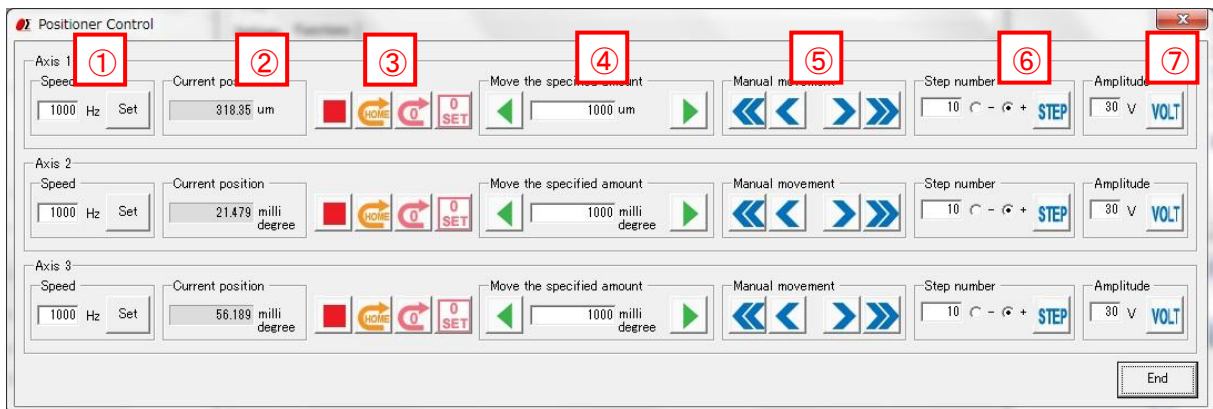 Positioner Control
Axis 1
① ② ③ ④ ⑤ ⑥ ⑦
Speed Current posi Move the specified amount Manual movement Step number Amplitude
1000 Hz Set 318.35 um HOME 0 0 SET 1000 um 10 - + STEP 30 V VOLT
Axis 2
Speed Current position Move the specified amount Manual movement Step number Amplitude
1000 Hz Set 21.479 milli degree HOME 0 0 SET 1000 milli degree 10 - + STEP 30 V VOLT
Axis 3
Speed Current position Move the specified amount Manual movement Step number Amplitude
1000 Hz Set 56.189 milli degree HOME 0 0 SET 1000 milli degree 10 - + STEP 30 V VOLT
End